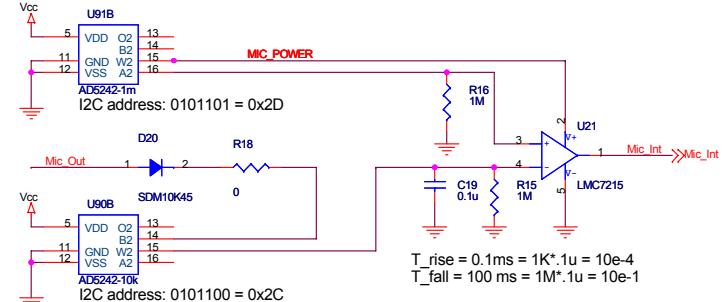 Vcc
U91B
5 VDD O2 13
B2 14
11 GND W2 15 MIC_POWER
12 VSS A2 16
AD5242-1m
I2C address: 0101101 = 0x2D
R16
1M
2
U21
V+
3 +
Mic_Out 1 D20 2 R18
4 −
1 Mic_Int Mic_Int
V-
5
LMC7215
SDM10K45
0
C19
0.1u
R15
1M
Vcc
U90B
5 VDD O2 13
B2 14
11 GND W2 15
12 VSS A2 16
AD5242-10k
I2C address: 0101100 = 0x2C
T_rise = 0.1ms = 1K*.1u = 10e-4
T_fall = 100 ms = 1M*.1u = 10e-1